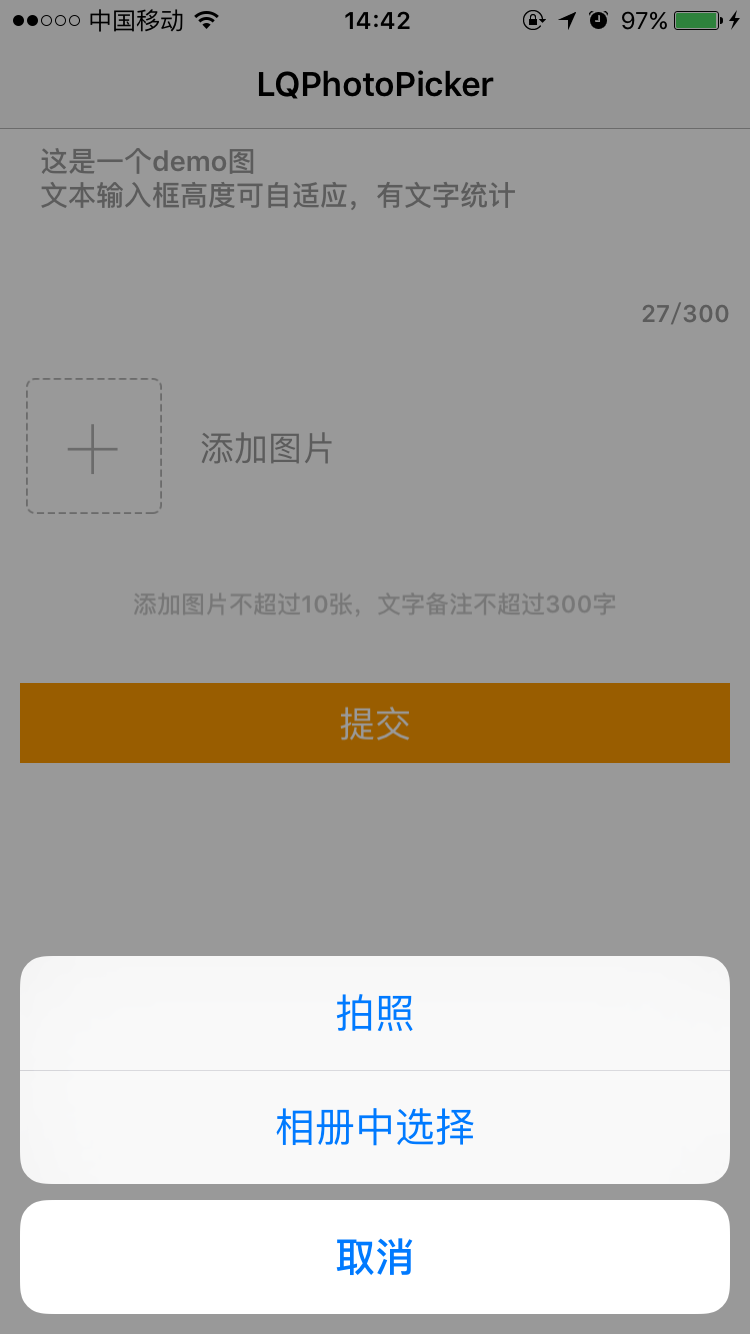 中国移动 14:42 97%
LQPhotoPicker
这是一个demo图
文本输入框高度可自适应，有文字统计
27/300
添加图片
添加图片不超过10张，文字备注不超过300字
提交
拍照
相册中选择
取消